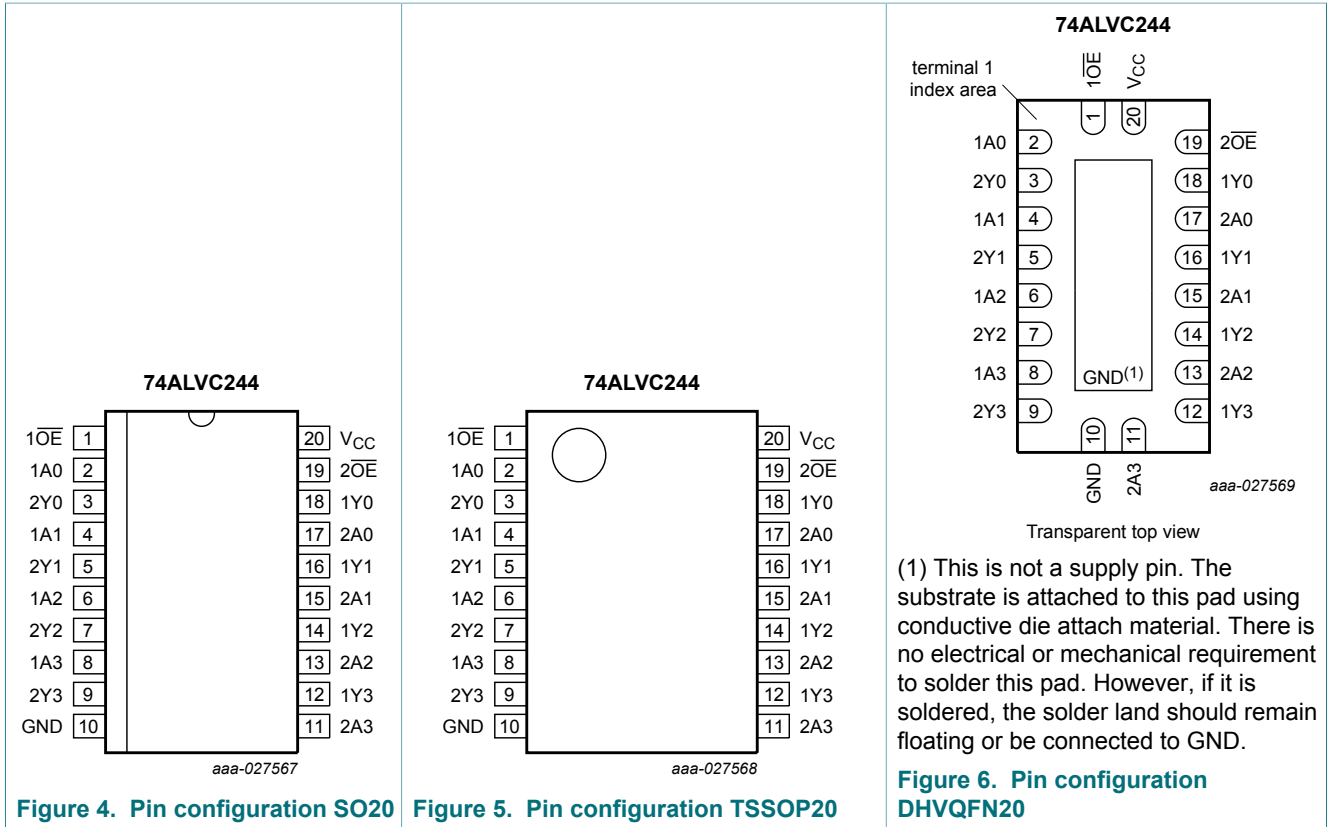 74ALVC244
1O̅E̅ 1
1A0 2
2Y0 3
1A1 4
2Y1 5
1A2 6
2Y2 7
1A3 8
2Y3 9
GND 10
20 VCC
19 2O̅E̅
18 1Y0
17 2A0
16 1Y1
15 2A1
14 1Y2
13 2A2
12 1Y3
11 2A3
aaa-027567
Figure 4. Pin configuration SO20
74ALVC244
1O̅E̅ 1
1A0 2
2Y0 3
1A1 4
2Y1 5
1A2 6
2Y2 7
1A3 8
2Y3 9
GND 10
20 VCC
19 2O̅E̅
18 1Y0
17 2A0
16 1Y1
15 2A1
14 1Y2
13 2A2
12 1Y3
11 2A3
aaa-027568
Figure 5. Pin configuration TSSOP20
74ALVC244
terminal 1
index area
1O̅E̅
VCC
1
20
1A0 2
2Y0 3
1A1 4
2Y1 5
1A2 6
2Y2 7
1A3 8
2Y3 9
19 2O̅E̅
18 1Y0
17 2A0
16 1Y1
15 2A1
14 1Y2
13 2A2
12 1Y3
GND(1)
10
11
GND
2A3
aaa-027569
Transparent top view
(1) This is not a supply pin. The
substrate is attached to this pad using
conductive die attach material. There is
no electrical or mechanical requirement
to solder this pad. However, if it is
soldered, the solder land should remain
floating or be connected to GND.
Figure 6. Pin configuration
DHVQFN20